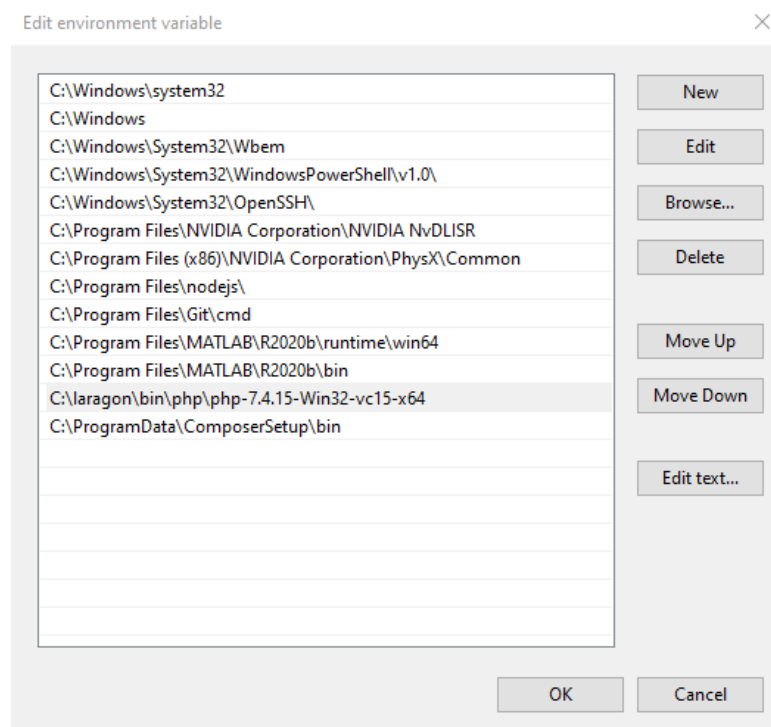 Edit environment variable
C:\Windows\system32
C:\Windows
C:\Windows\System32\Wbem
C:\Windows\System32\WindowsPowerShell\v1.0\
C:\Windows\System32\OpenSSH\
C:\Program Files\NVIDIA Corporation\NVIDIA NvDLISR
C:\Program Files (x86)\NVIDIA Corporation\PhysX\Common
C:\Program Files\nodejs\
C:\Program Files\Git\cmd
C:\Program Files\MATLAB\R2020b\runtime\win64
C:\Program Files\MATLAB\R2020b\bin
C:\laragon\bin\php\php-7.4.15-Win32-vc15-x64
C:\ProgramData\ComposerSetup\bin
New
Edit
Browse...
Delete
Move Up
Move Down
Edit text...
OK
Cancel